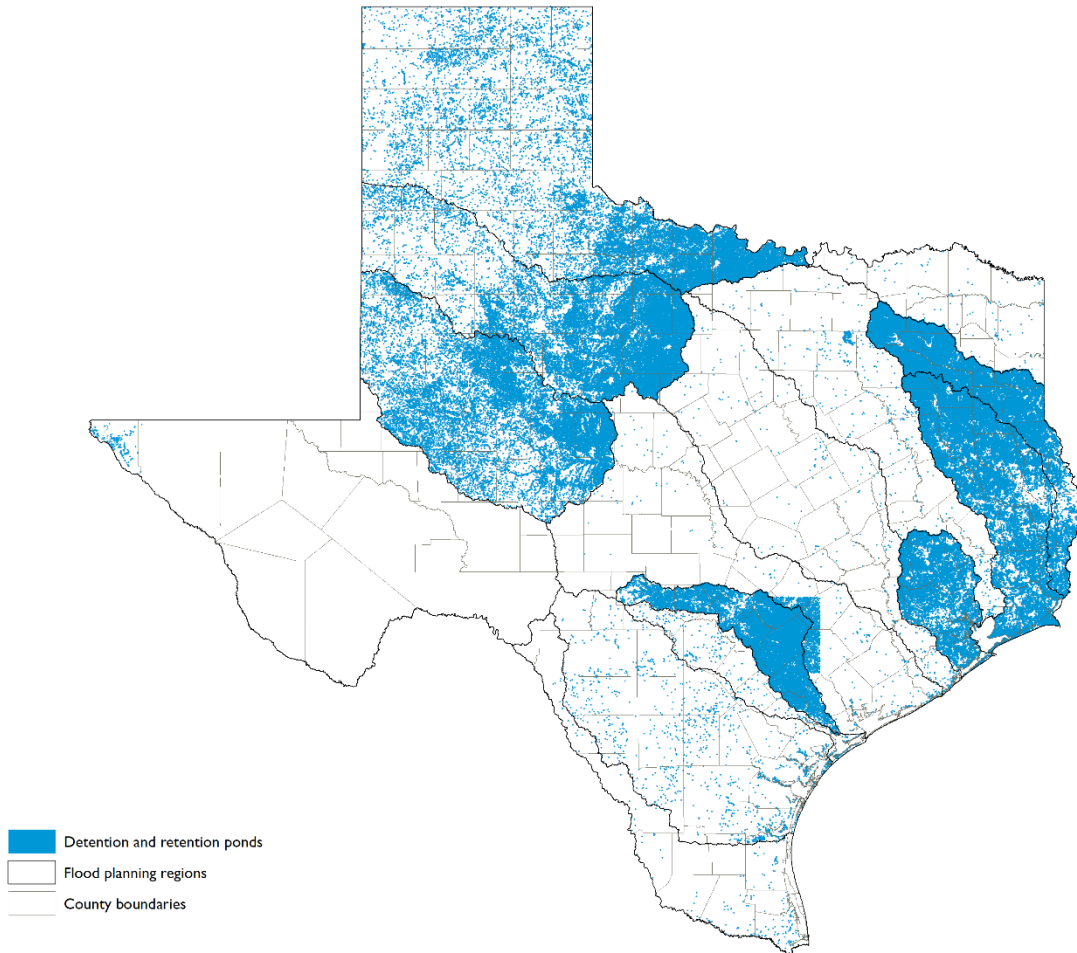 Detention and retention ponds
Flood planning regions
County boundaries